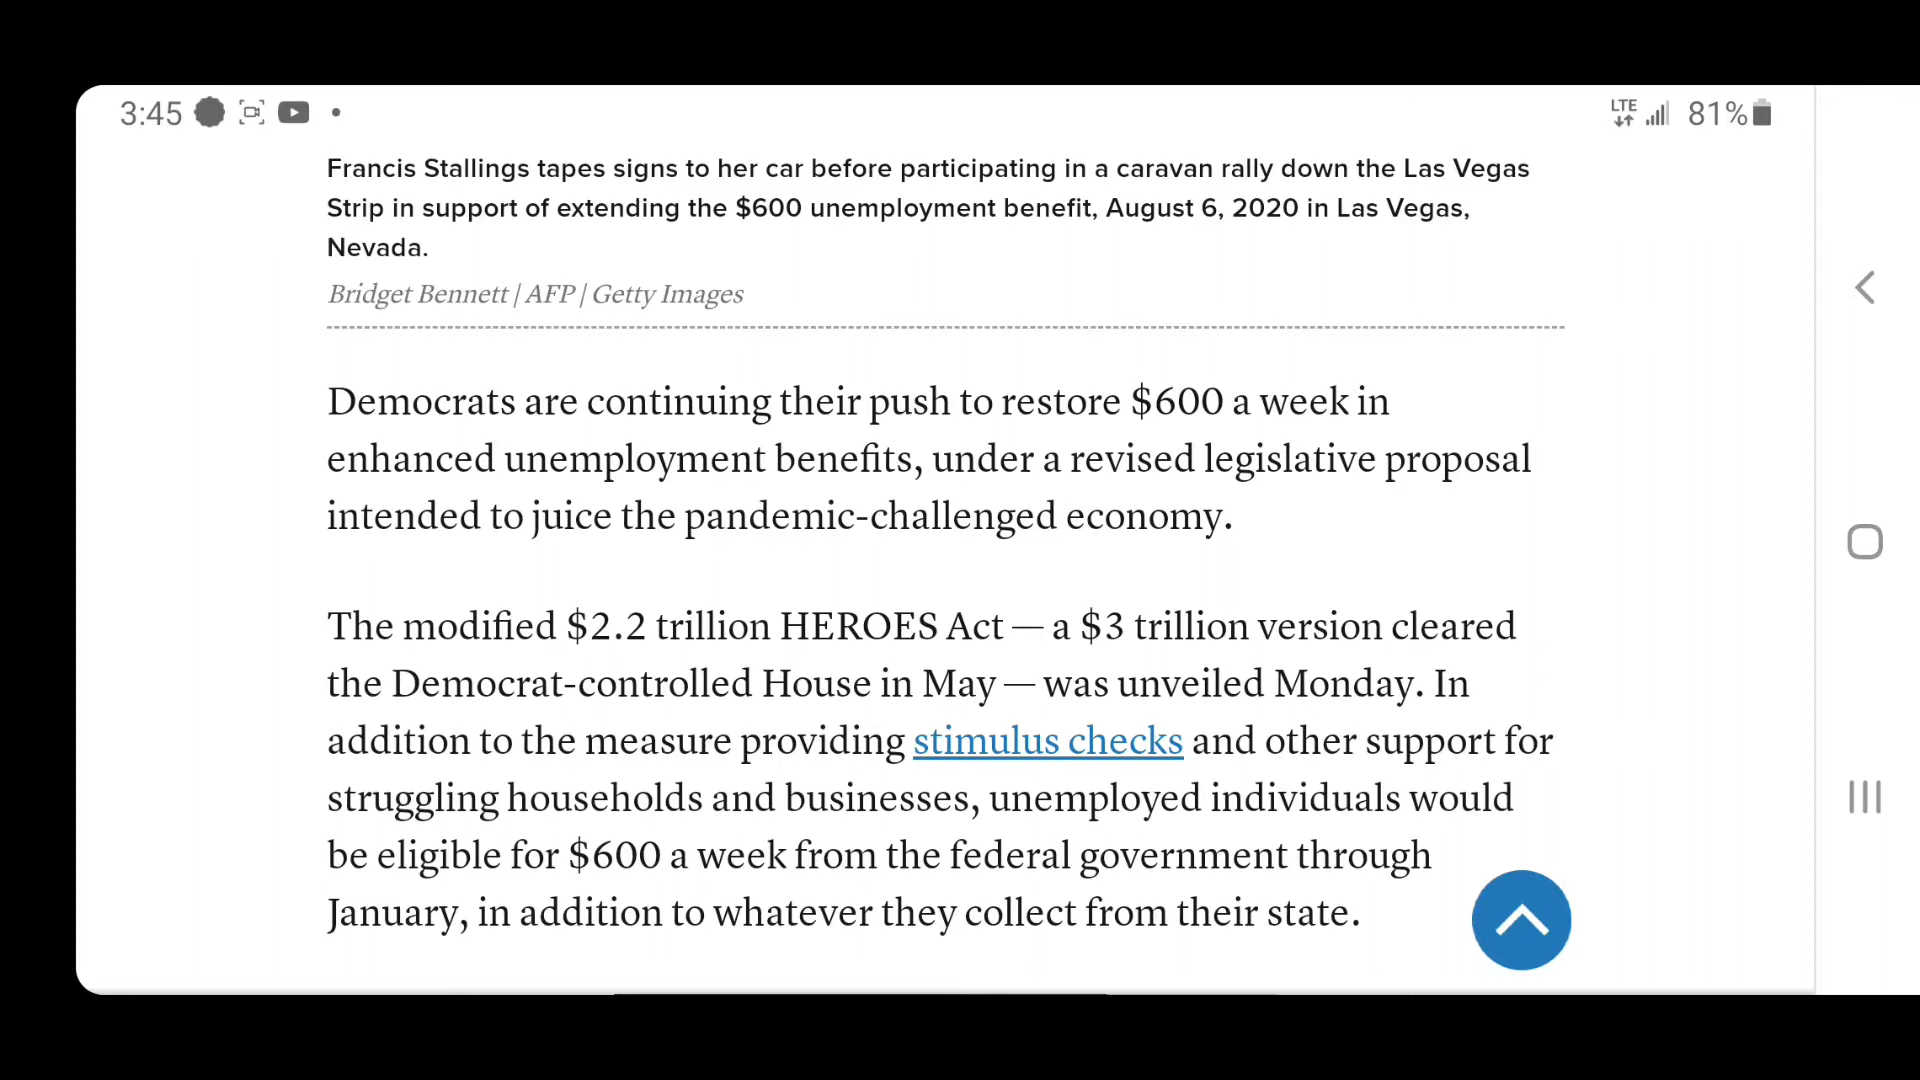 3:45
LTE 81%
Francis Stallings tapes signs to her car before participating in a caravan rally down the Las Vegas
Strip in support of extending the $600 unemployment benefit, August 6, 2020 in Las Vegas,
Nevada.
Bridget Bennett | AFP | Getty Images
Democrats are continuing their push to restore $600 a week in
enhanced unemployment benefits, under a revised legislative proposal
intended to juice the pandemic-challenged economy.
The modified $2.2 trillion HEROES Act — a $3 trillion version cleared
the Democrat-controlled House in May — was unveiled Monday. In
addition to the measure providing stimulus checks and other support for
struggling households and businesses, unemployed individuals would
be eligible for $600 a week from the federal government through
January, in addition to whatever they collect from their state.